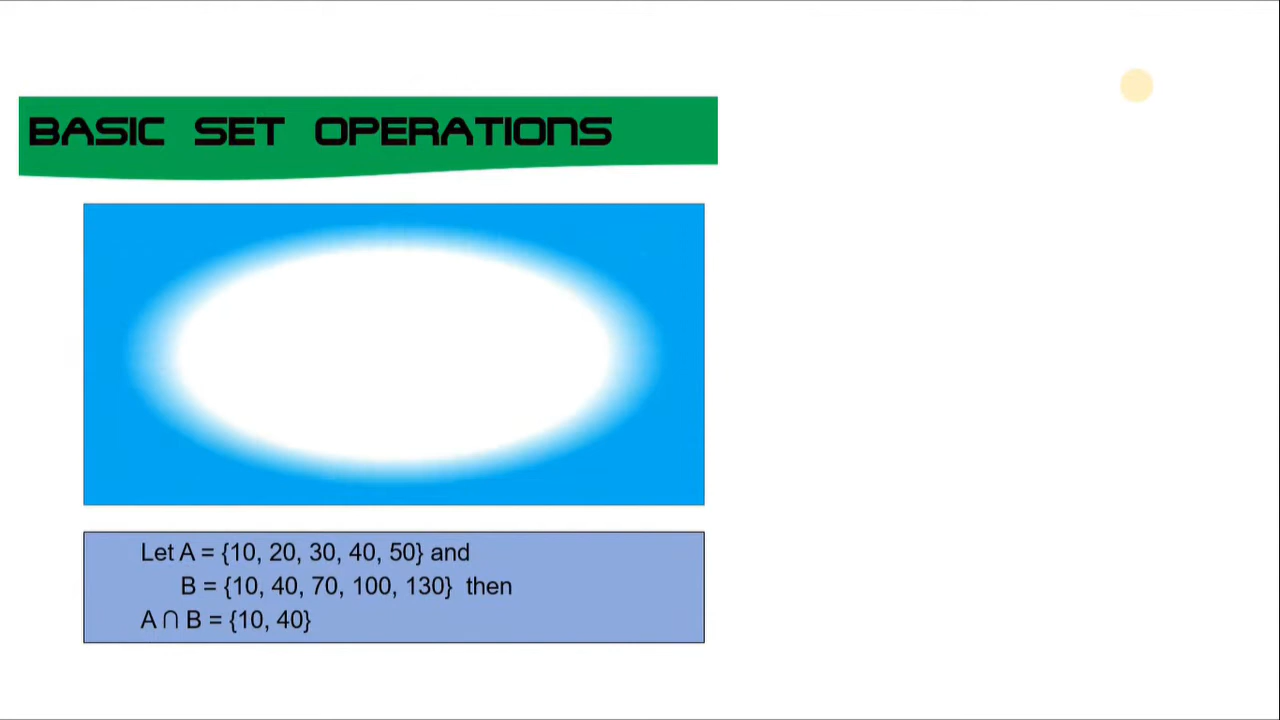 BASIC SET OPERATIONS
Let A = {10, 20, 30, 40, 50} and
B = {10, 40, 70, 100, 130} then
A ∩ B = {10, 40}